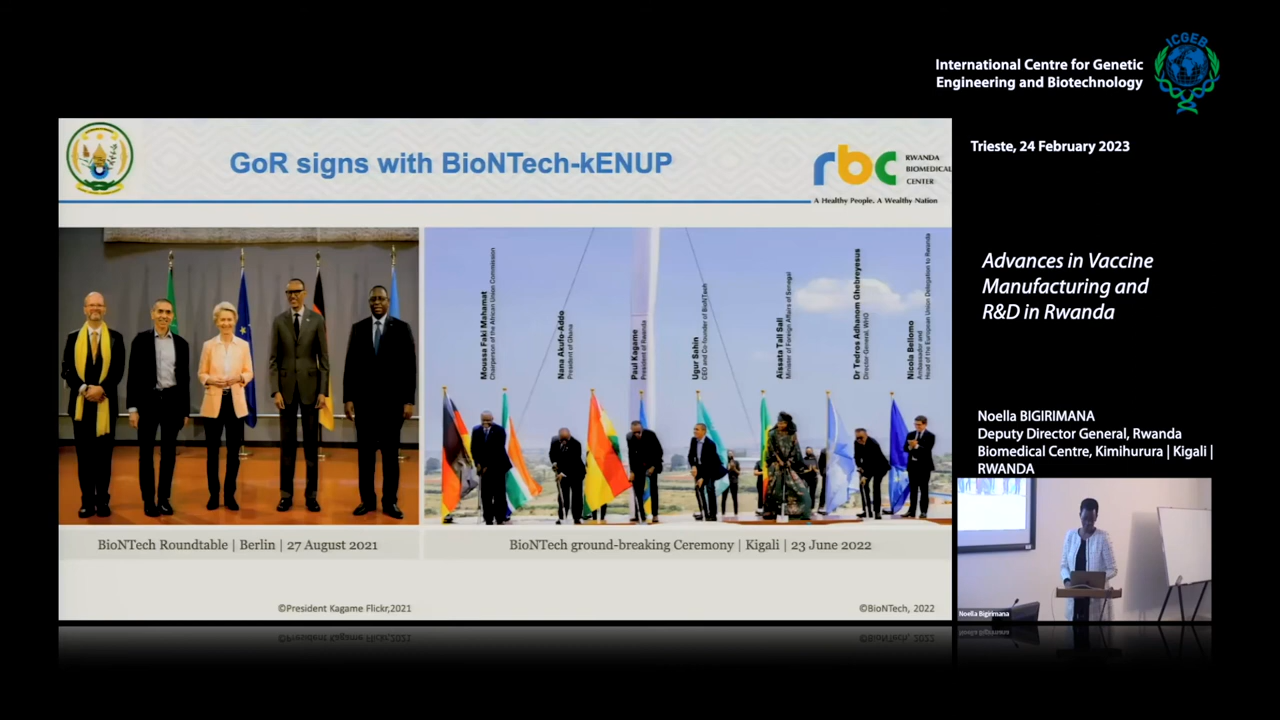 ICGEB
International Centre for Genetic
Engineering and Biotechnology
Trieste, 24 February 2023
GoR signs with BioNTech-kENUP
rbc
RWANDA
BIOMEDICAL
CENTER
A Healthy People. A Wealthy Nation
Moussa Faki Mahamat
Chairperson of the African Union Commission
Nana Akufo-Addo
President of Ghana
Paul Kagame
President of Rwanda
Ugur Sahin
CEO and Co-founder of BioNTech
Aissata Tall Sall
Minister of Foreign Affairs of Senegal
Dr Tedros Adhanom Ghebreyesus
Director-General, WHO
Nicola Bellomo
Ambassador and
Head of the European Union Delegation to Rwanda
BioNTech Roundtable | Berlin | 27 August 2021
BioNTech ground-breaking Ceremony | Kigali | 23 June 2022
©President Kagame Flickr,2021
©BioNTech, 2022
Advances in Vaccine
Manufacturing and
R&D in Rwanda
Noella BIGIRIMANA
Deputy Director General, Rwanda
Biomedical Centre, Kimihurura | Kigali |
RWANDA
Noella Bigirimana